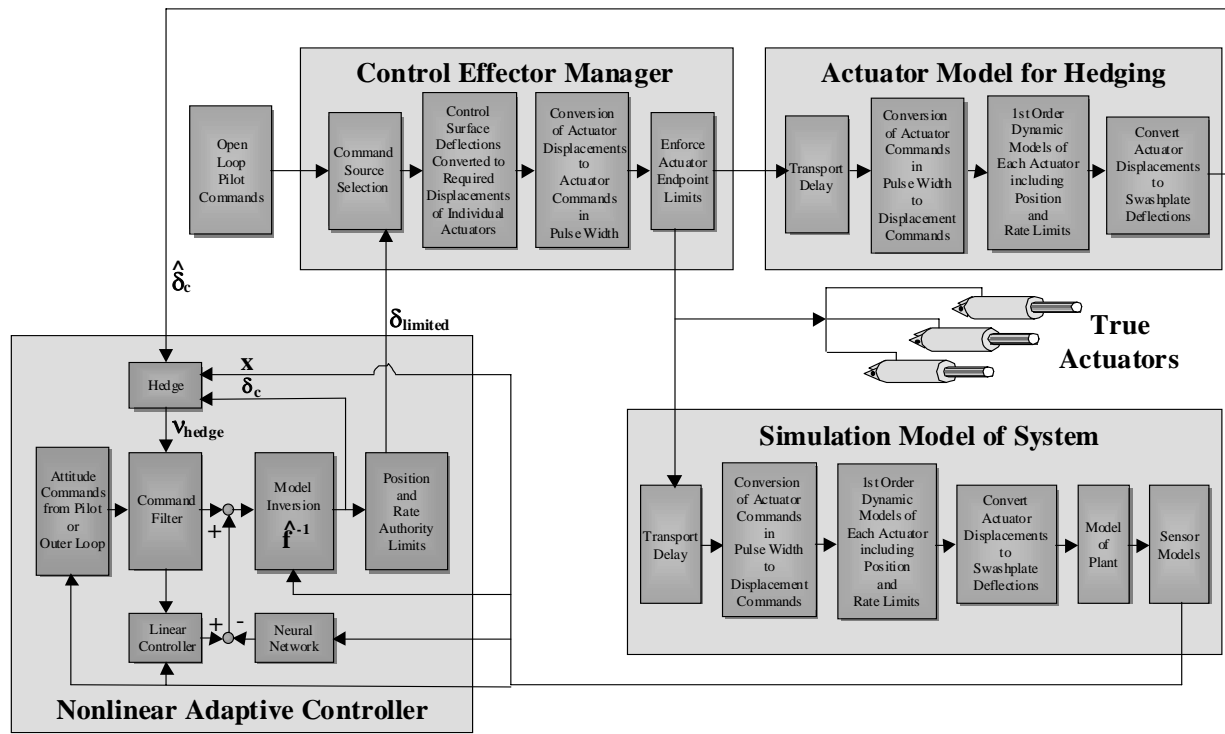 Control Effector Manager
Open
Loop
Pilot
Commands
Command
Source
Selection
Control
Surface
Deflections
Converted to
Required
Displacements
of Individual
Actuators
Conversion
of Actuator
Displacements
to
Actuator
Commands
in
Pulse Width
Enforce
Actuator
Endpoint
Limits
Actuator Model for Hedging
Transport
Delay
Conversion
of Actuator
Commands
in
Pulse Width
to
Displacement
Commands
1st Order
Dynamic
Models of
Each Actuator
including
Position
and
Rate Limits
Convert
Actuator
Displacements
to
Swashplate
Deflections
δ̂c
δlimited
True
Actuators
Hedge
x
δc
νhedge
Attitude
Commands
from Pilot
or
Outer Loop
Command
Filter
+
Model
Inversion
f̂-1
Position
and
Rate
Authority
Limits
Linear
Controller
+
-
Neural
Network
Nonlinear Adaptive Controller
Simulation Model of System
Transport
Delay
Conversion
of Actuator
Commands
in
Pulse Width
to
Displacement
Commands
1st Order
Dynamic
Models of
Each Actuator
including
Position
and
Rate Limits
Convert
Actuator
Displacements
to
Swashplate
Deflections
Model
of
Plant
Sensor
Models